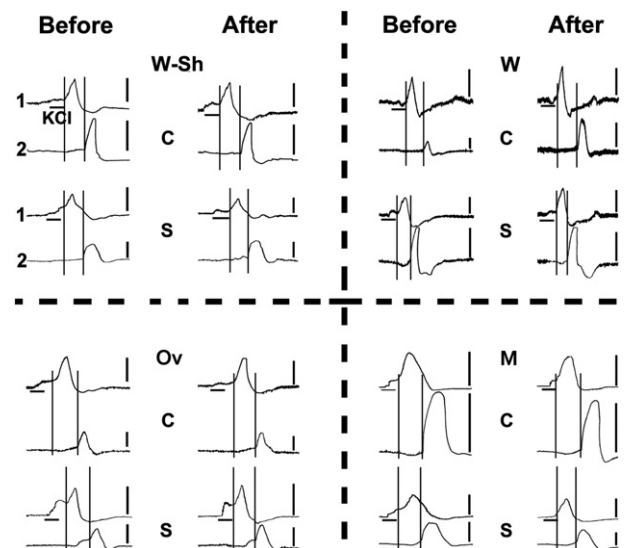 Before After Before After
W-Sh W
1
KCl
2 C C
1
2 S S
Ov M
C C
S S